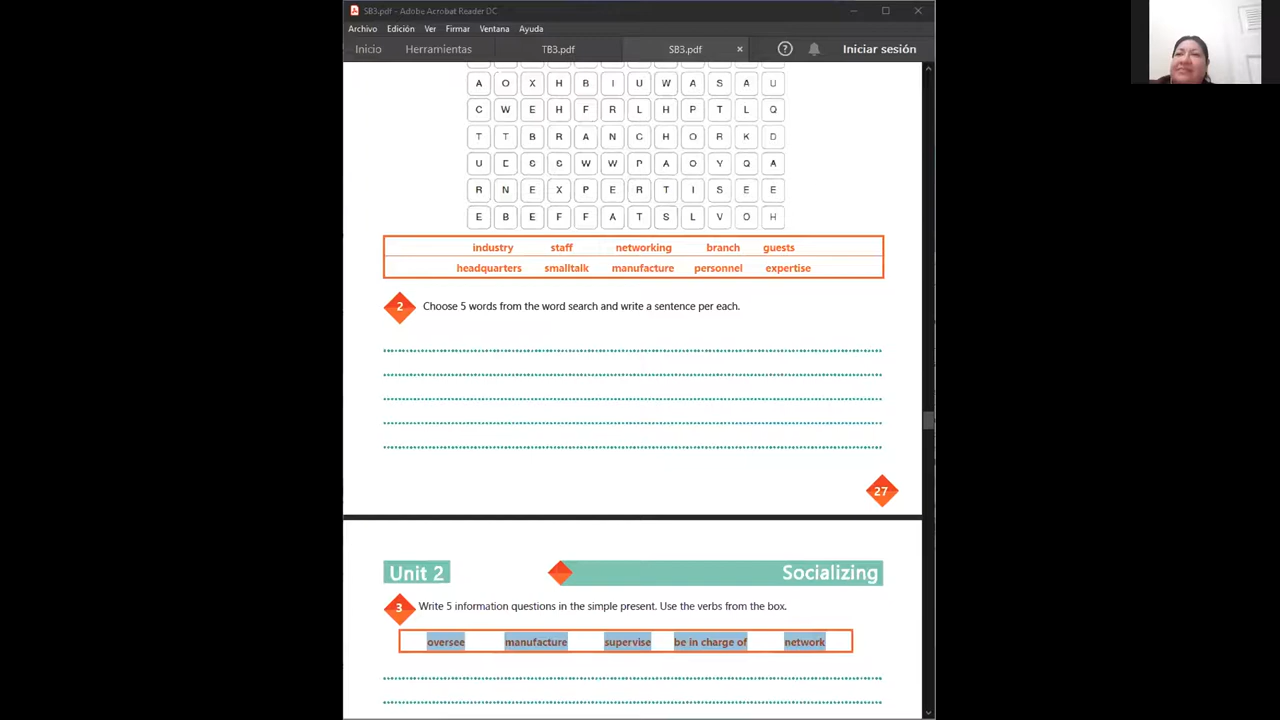 SB3.pdf - Adobe Acrobat Reader DC
Archivo Edición Ver Firmar Ventana Ayuda
Inicio Herramientas TB3.pdf SB3.pdf × ? Iniciar sesión
A O X H B I U W A S A U
C W E H F R L H P T L Q
T T B R A N C H O R K D
U E S S W W P A O Y Q A
R N E X P E R T I S E E
E B E F F A T S L V O H
industry staff networking branch guests
headquarters smalltalk manufacture personnel expertise
2 Choose 5 words from the word search and write a sentence per each.
27
Unit 2 Socializing
3 Write 5 information questions in the simple present. Use the verbs from the box.
oversee manufacture supervise be in charge of network